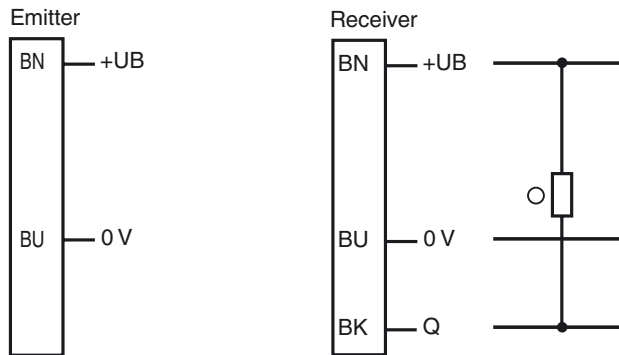 Emitter
BN +UB
BU 0 V
Receiver
BN +UB
BU 0 V
BK Q